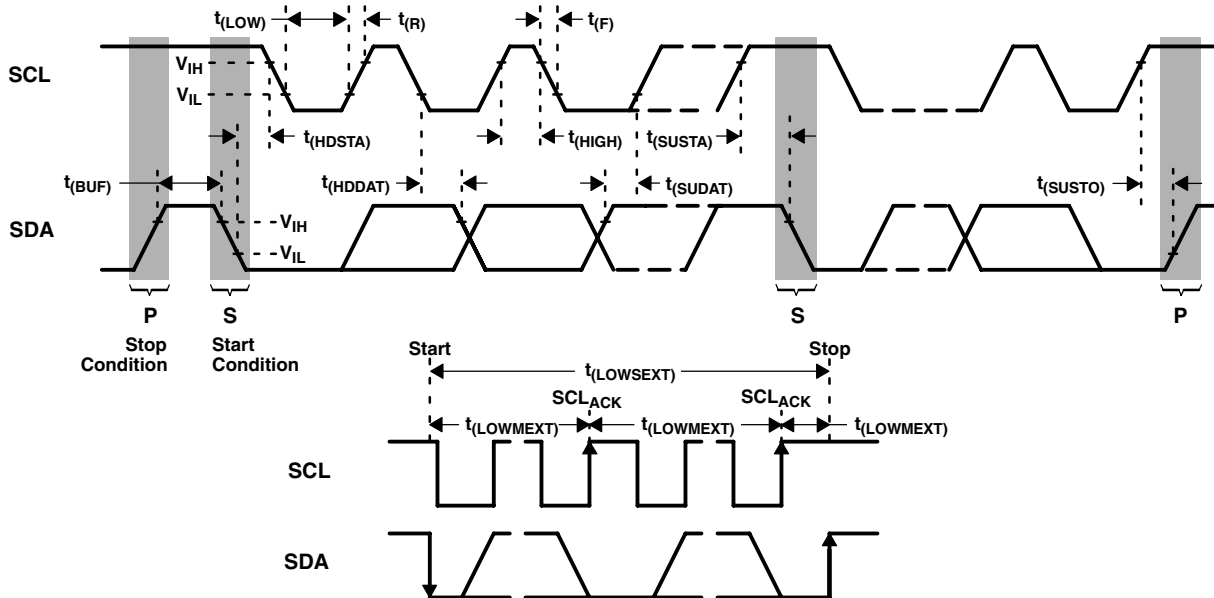 t(LOW)
t(R)
t(F)
SCL
VIH
VIL
t(HDSTA)
t(HIGH)
t(SUSTA)
t(BUF)
t(HDDAT)
t(SUDAT)
t(SUSTO)
SDA
VIH
VIL
P
S
S
P
Stop
Condition
Start
Condition
Start
Stop
t(LOWSEXT)
SCLACK
SCLACK
t(LOWMEXT)
t(LOWMEXT)
t(LOWMEXT)
SCL
SDA